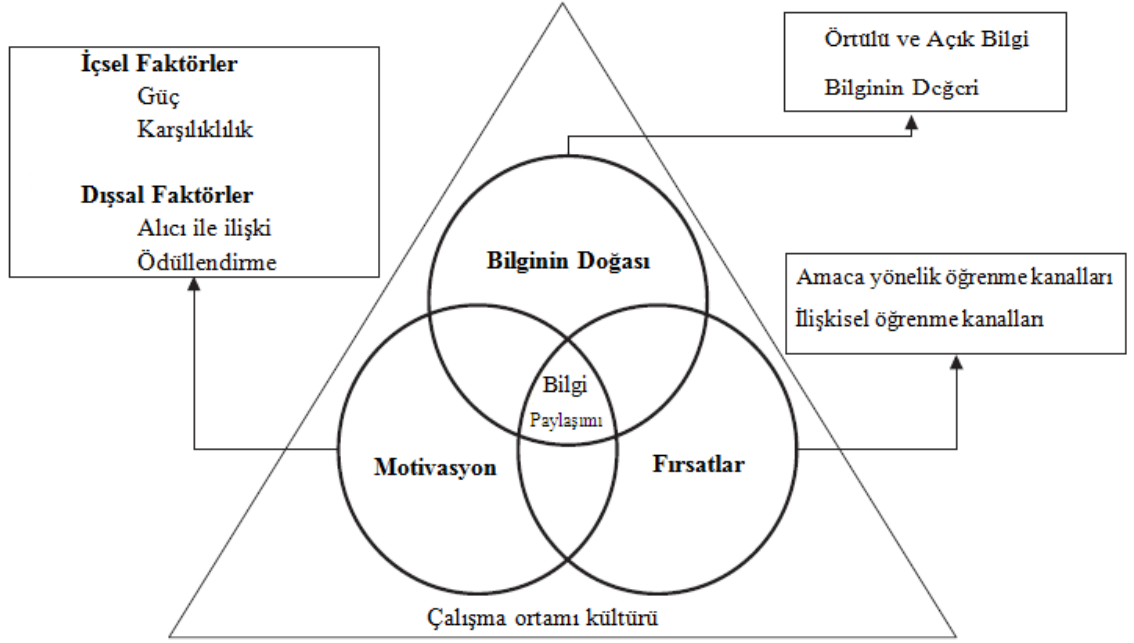 İçsel Faktörler
Güç
Karşılıklılık
Dışsal Faktörler
Alıcı ile ilişki
Ödüllendirme
Örtülü ve Açık Bilgi
Bilginin Değeri
Bilginin Doğası
Amaca yönelik öğrenme kanalları
İlişkisel öğrenme kanalları
Bilgi
Paylaşımı
Motivasyon
Fırsatlar
Çalışma ortamı kültürü